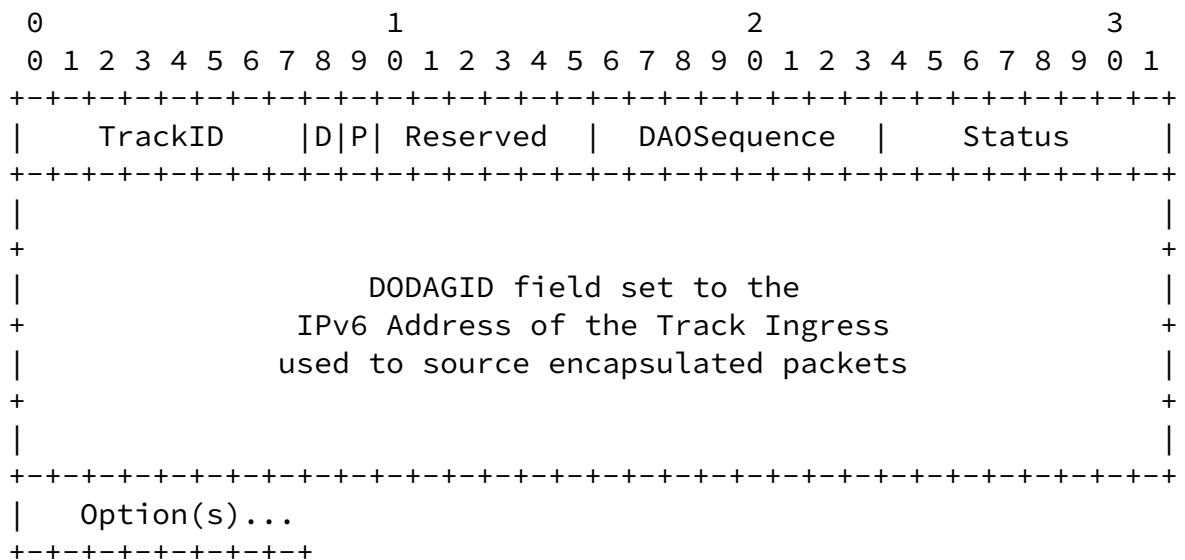 0                   1                   2                   3
 0 1 2 3 4 5 6 7 8 9 0 1 2 3 4 5 6 7 8 9 0 1 2 3 4 5 6 7 8 9 0 1
+-+-+-+-+-+-+-+-+-+-+-+-+-+-+-+-+-+-+-+-+-+-+-+-+-+-+-+-+-+-+-+-+
|    TrackID    |D|P| Reserved  |  DAOSequence  |    Status     |
+-+-+-+-+-+-+-+-+-+-+-+-+-+-+-+-+-+-+-+-+-+-+-+-+-+-+-+-+-+-+-+-+
|                                                               |
+                                                               +
|                   DODAGID field set to the                    |
+               IPv6 Address of the Track Ingress               +
|              used to source encapsulated packets              |
+                                                               +
|                                                               |
+-+-+-+-+-+-+-+-+-+-+-+-+-+-+-+-+-+-+-+-+-+-+-+-+-+-+-+-+-+-+-+-+
|   Option(s)...
+-+-+-+-+-+-+-+-+